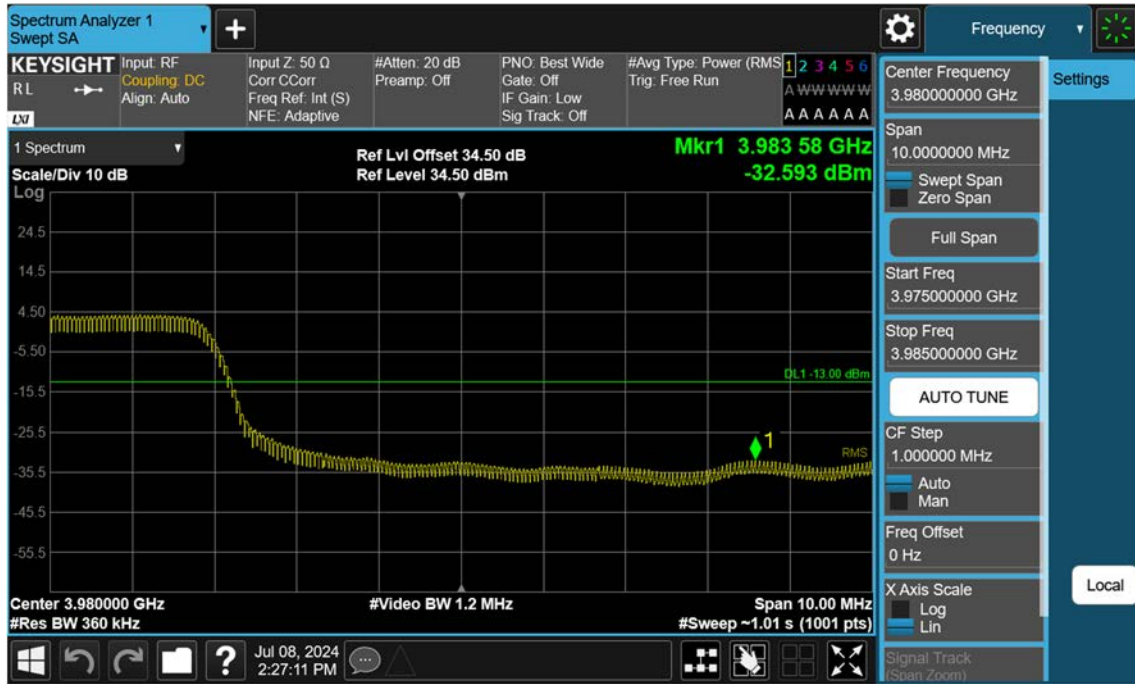 Spectrum Analyzer 1
Swept SA
+
Frequency
KEYSIGHT
RL
LXI
Input: RF
Coupling: DC
Align: Auto
Input Z: 50 Ω
Corr CCorr
Freq Ref: Int (S)
NFE: Adaptive
#Atten: 20 dB
Preamp: Off
PNO: Best Wide
Gate: Off
IF Gain: Low
Sig Track: Off
#Avg Type: Power (RMS
Trig: Free Run
1 2 3 4 5 6
A W W W W W
A A A A A A
1 Spectrum
Scale/Div 10 dB
Log
Ref Lvl Offset 34.50 dB
Ref Level 34.50 dBm
Mkr1 3.983 58 GHz
-32.593 dBm
24.5
14.5
4.50
-5.50
-15.5
-25.5
-35.5
-45.5
-55.5
DL1 -13.00 dBm
1
RMS
Center 3.980000 GHz
#Res BW 360 kHz
#Video BW 1.2 MHz
Span 10.00 MHz
#Sweep ~1.01 s (1001 pts)
Center Frequency
3.980000000 GHz
Span
10.0000000 MHz
Swept Span
Zero Span
Full Span
Start Freq
3.975000000 GHz
Stop Freq
3.985000000 GHz
AUTO TUNE
CF Step
1.000000 MHz
Auto
Man
Freq Offset
0 Hz
X Axis Scale
Log
Lin
Signal Track
(Span Zoom)
Settings
Local
?
Jul 08, 2024
2:27:11 PM